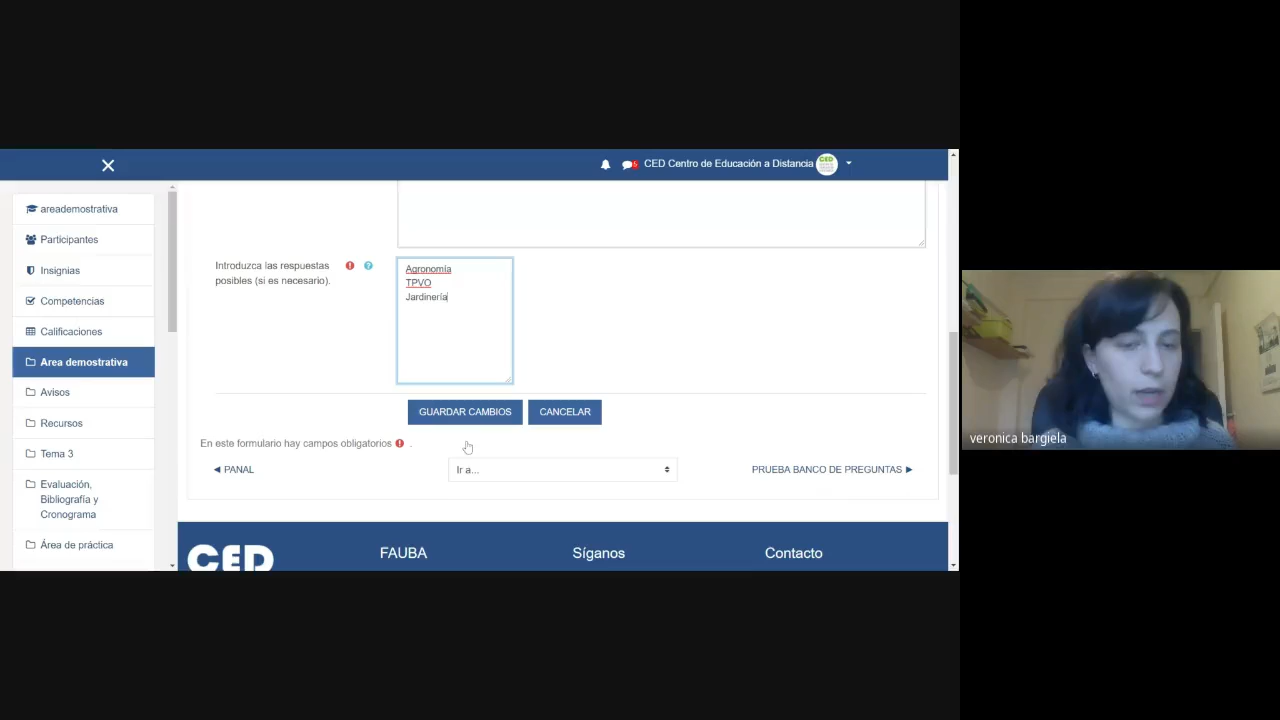 CED Centro de Educación a Distancia
areademostrativa
Participantes
Insignias
Competencias
Calificaciones
Area demostrativa
Avisos
Recursos
Tema 3
Evaluación,
Bibliografía y
Cronograma
Área de práctica
Introduzca las respuestas
posibles (si es necesario).
Agronomía
TPVO
Jardinería
GUARDAR CAMBIOS
CANCELAR
En este formulario hay campos obligatorios .
◄ PANAL
Ir a...
PRUEBA BANCO DE PREGUNTAS ►
CED
FAUBA
Síganos
Contacto
veronica bargiela